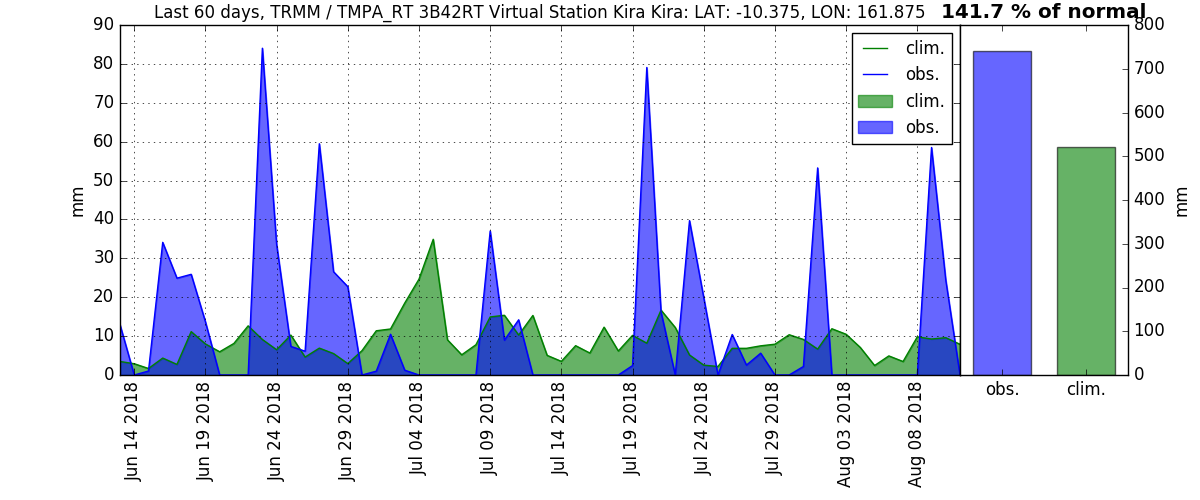 Last 60 days, TRMM / TMPA_RT 3B42RT Virtual Station Kira Kira: LAT: -10.375, LON: 161.875 141.7 % of normal
90
80
70
60
50
40
30
20
10
0
mm
clim.
obs.
clim.
obs.
Jun 14 2018
Jun 19 2018
Jun 24 2018
Jun 29 2018
Jul 04 2018
Jul 09 2018
Jul 14 2018
Jul 19 2018
Jul 24 2018
Jul 29 2018
Aug 03 2018
Aug 08 2018
800
700
600
500
400
300
200
100
0
mm
obs. clim.